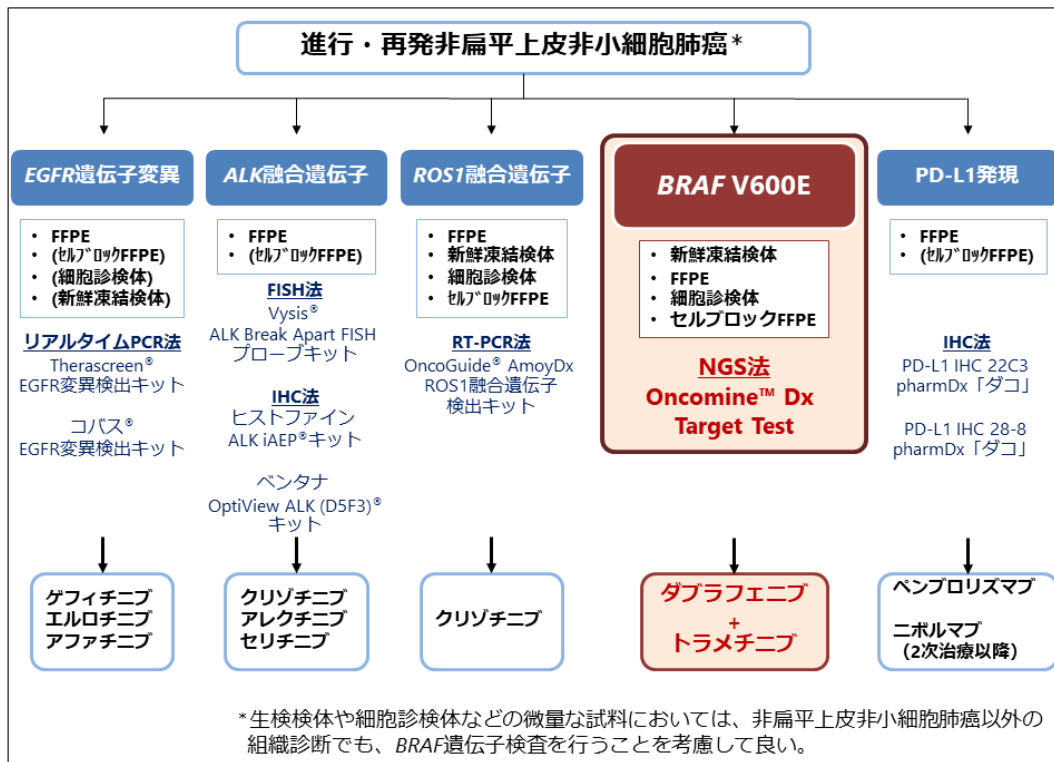 進行・再発非扁平上皮非小細胞肺癌*
EGFR遺伝子変異
• FFPE
• (ｾﾙﾌﾞﾛｯｸFFPE)
• (細胞診検体)
• (新鮮凍結検体)
リアルタイムPCR法
Therascreen®
EGFR変異検出キット
コバス®
EGFR変異検出キット
ゲフィチニブ
エルロチニブ
アファチニブ
ALK融合遺伝子
• FFPE
• (ｾﾙﾌﾞﾛｯｸFFPE)
FISH法
Vysis®
ALK Break Apart FISH
プローブキット
IHC法
ヒストファイン
ALK iAEP®キット
ベンタナ
OptiView ALK (D5F3)®
キット
クリゾチニブ
アレクチニブ
セリチニブ
ROS1融合遺伝子
• FFPE
• 新鮮凍結検体
• 細胞診検体
• ｾﾙﾌﾞﾛｯｸFFPE
RT-PCR法
OncoGuide® AmoyDx
ROS1融合遺伝子
検出キット
クリゾチニブ
BRAF V600E
• 新鮮凍結検体
• FFPE
• 細胞診検体
• セルブロックFFPE
NGS法
Oncomine™ Dx
Target Test
ダブラフェニブ
+
トラメチニブ
PD-L1発現
• FFPE
• (ｾﾙﾌﾞﾛｯｸFFPE)
IHC法
PD-L1 IHC 22C3
pharmDx「ダコ」
PD-L1 IHC 28-8
pharmDx「ダコ」
ペンブロリズマブ
ニボルマブ
(2次治療以降)
*生検検体や細胞診検体などの微量な試料においては、非扁平上皮非小細胞肺癌以外の
組織診断でも、BRAF遺伝子検査を行うことを考慮して良い。